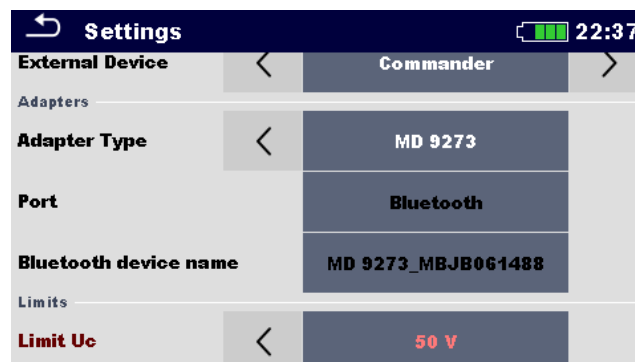 Settings 22:37
External Device Commander
Adapters
Adapter Type MD 9273
Port Bluetooth
Bluetooth device name MD 9273_MBJB061488
Limits
Limit Uc 50 V